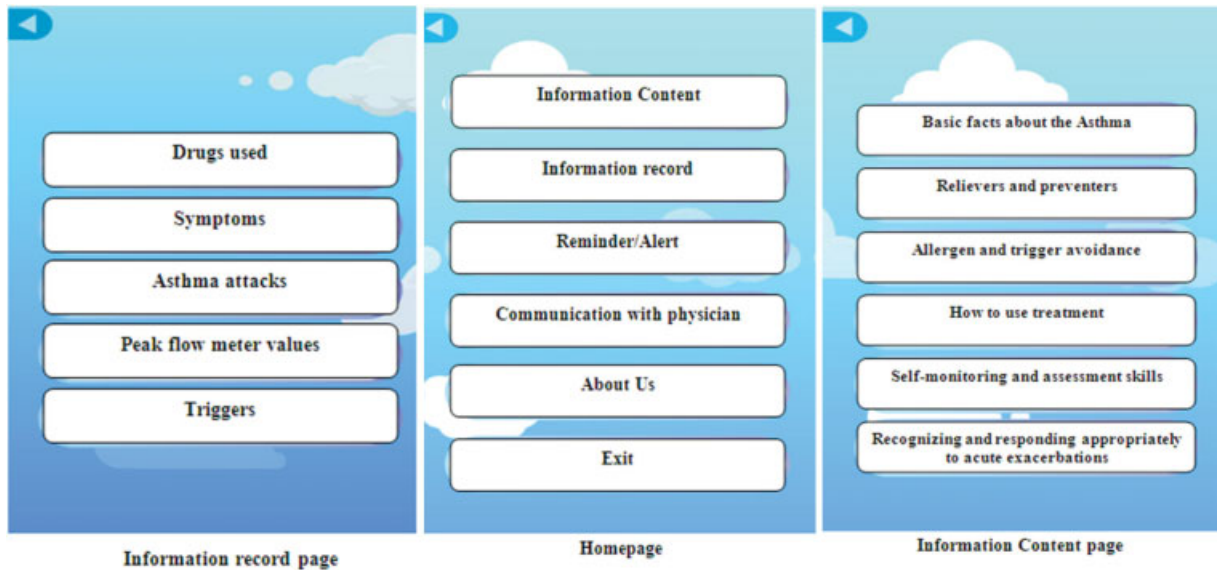 Drugs used
Symptoms
Asthma attacks
Peak flow meter values
Triggers
Information record page
Information Content
Information record
Reminder/Alert
Communication with physician
About Us
Exit
Homepage
Basic facts about the Asthma
Relievers and preventers
Allergen and trigger avoidance
How to use treatment
Self-monitoring and assessment skills
Recognizing and responding appropriately
to acute exacerbations
Information Content page